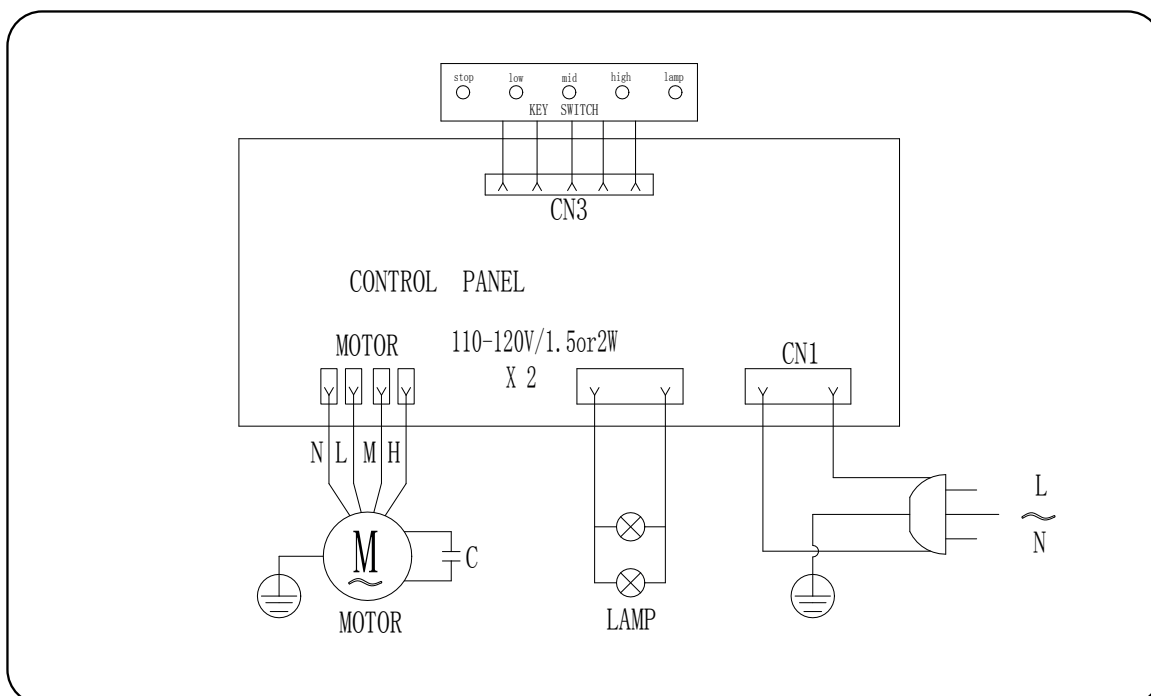 stop low mid high lamp
KEY SWITCH
CN3
CONTROL PANEL
MOTOR
110-120V/1.5or2W
X 2
CN1
N L M H
M
C
MOTOR
LAMP
L
N